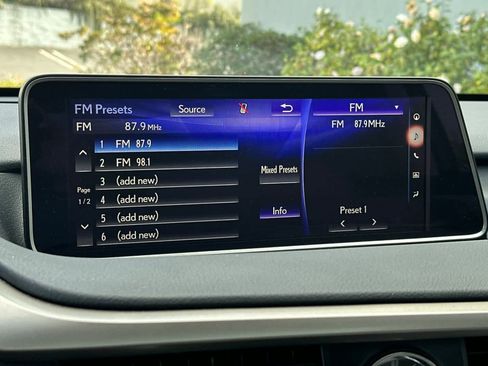 FM Presets Source FM
FM 87.9 MHz FM 87.9 MHz
1 FM 87.9
2 FM 98.1
Mixed Presets
3 (add new)
Page
1 / 2
4 (add new)
5 (add new)
Info
Preset 1
6 (add new)